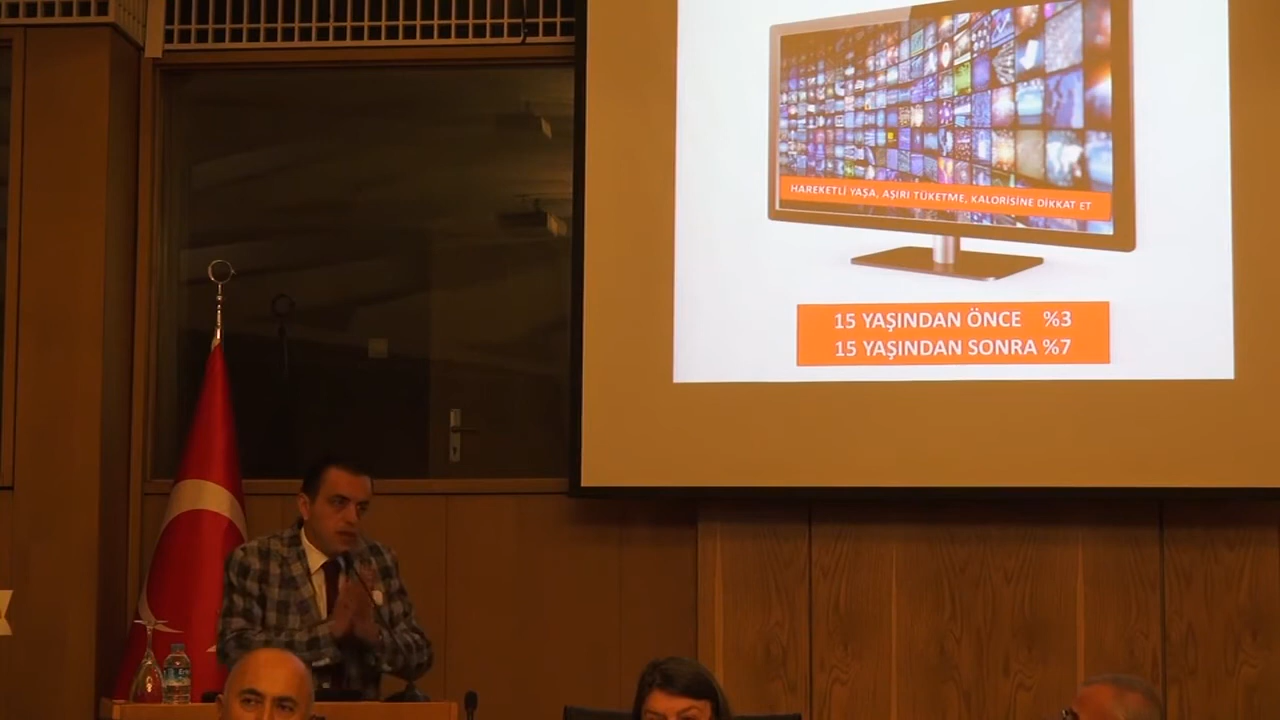 HAREKETLİ YAŞA, AŞIRI TÜKETME, KALORİSİNE DİKKAT ET
15 YAŞINDAN ÖNCE %3
15 YAŞINDAN SONRA %7